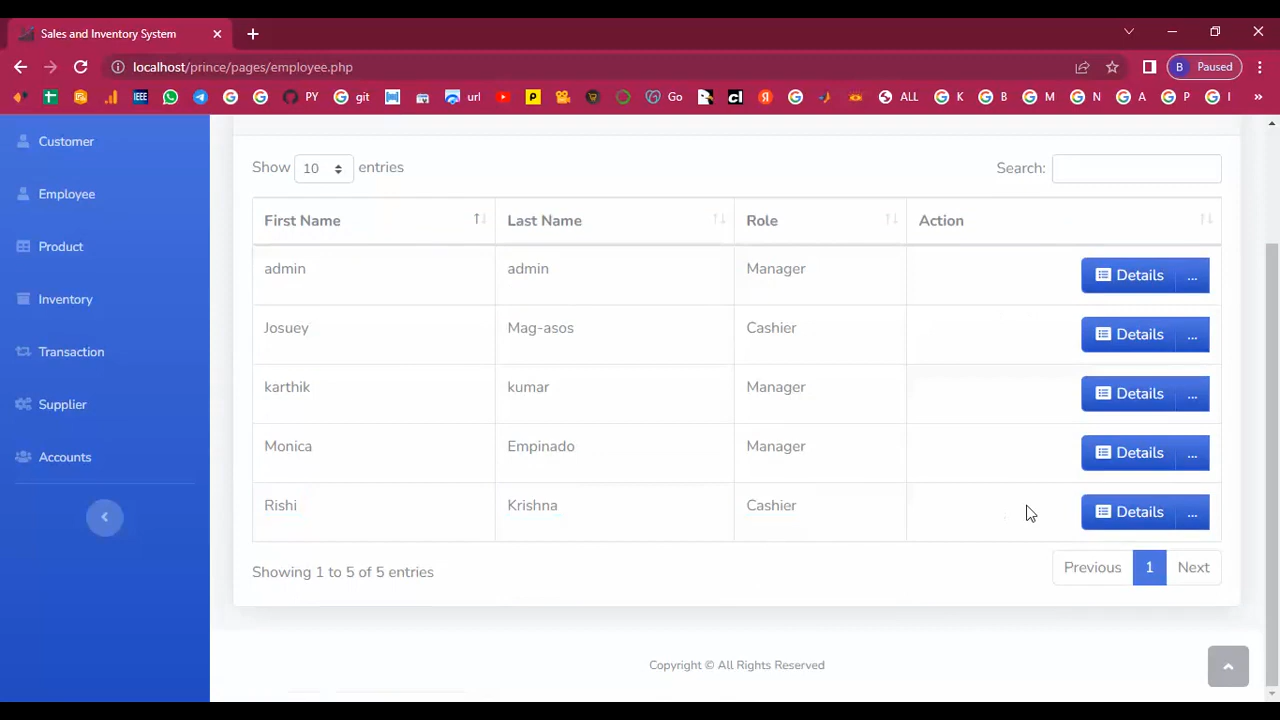 Sales and Inventory System
localhost/prince/pages/employee.php
B Paused
IEEE PY git url Go ALL K B M N A P I »
Customer
Employee
Product
Inventory
Transaction
Supplier
Accounts
Show 10 entries Search:
First Name Last Name Role Action
admin admin Manager Details ...
Josuey Mag-asos Cashier Details ...
karthik kumar Manager Details ...
Monica Empinado Manager Details ...
Rishi Krishna Cashier Details ...
Showing 1 to 5 of 5 entries Previous 1 Next
Copyright © All Rights Reserved